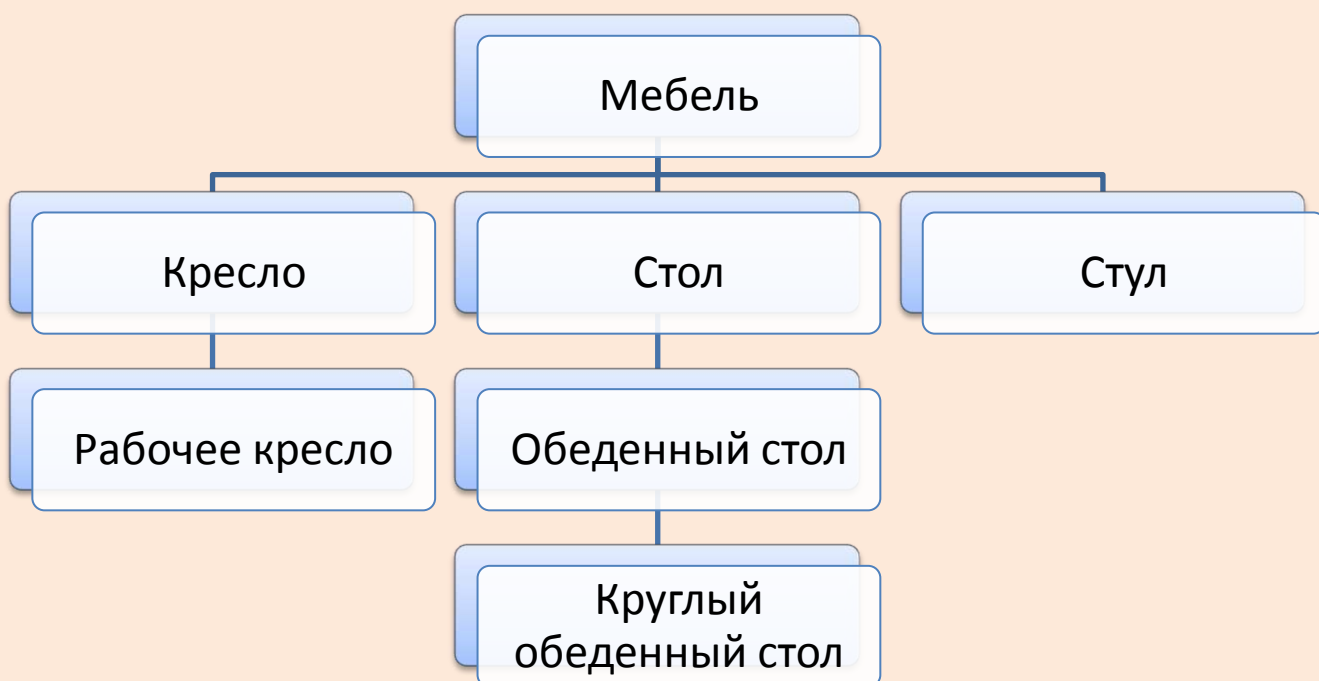 Мебель
Кресло
Стол
Стул
Рабочее кресло
Обеденный стол
Круглый
обеденный стол